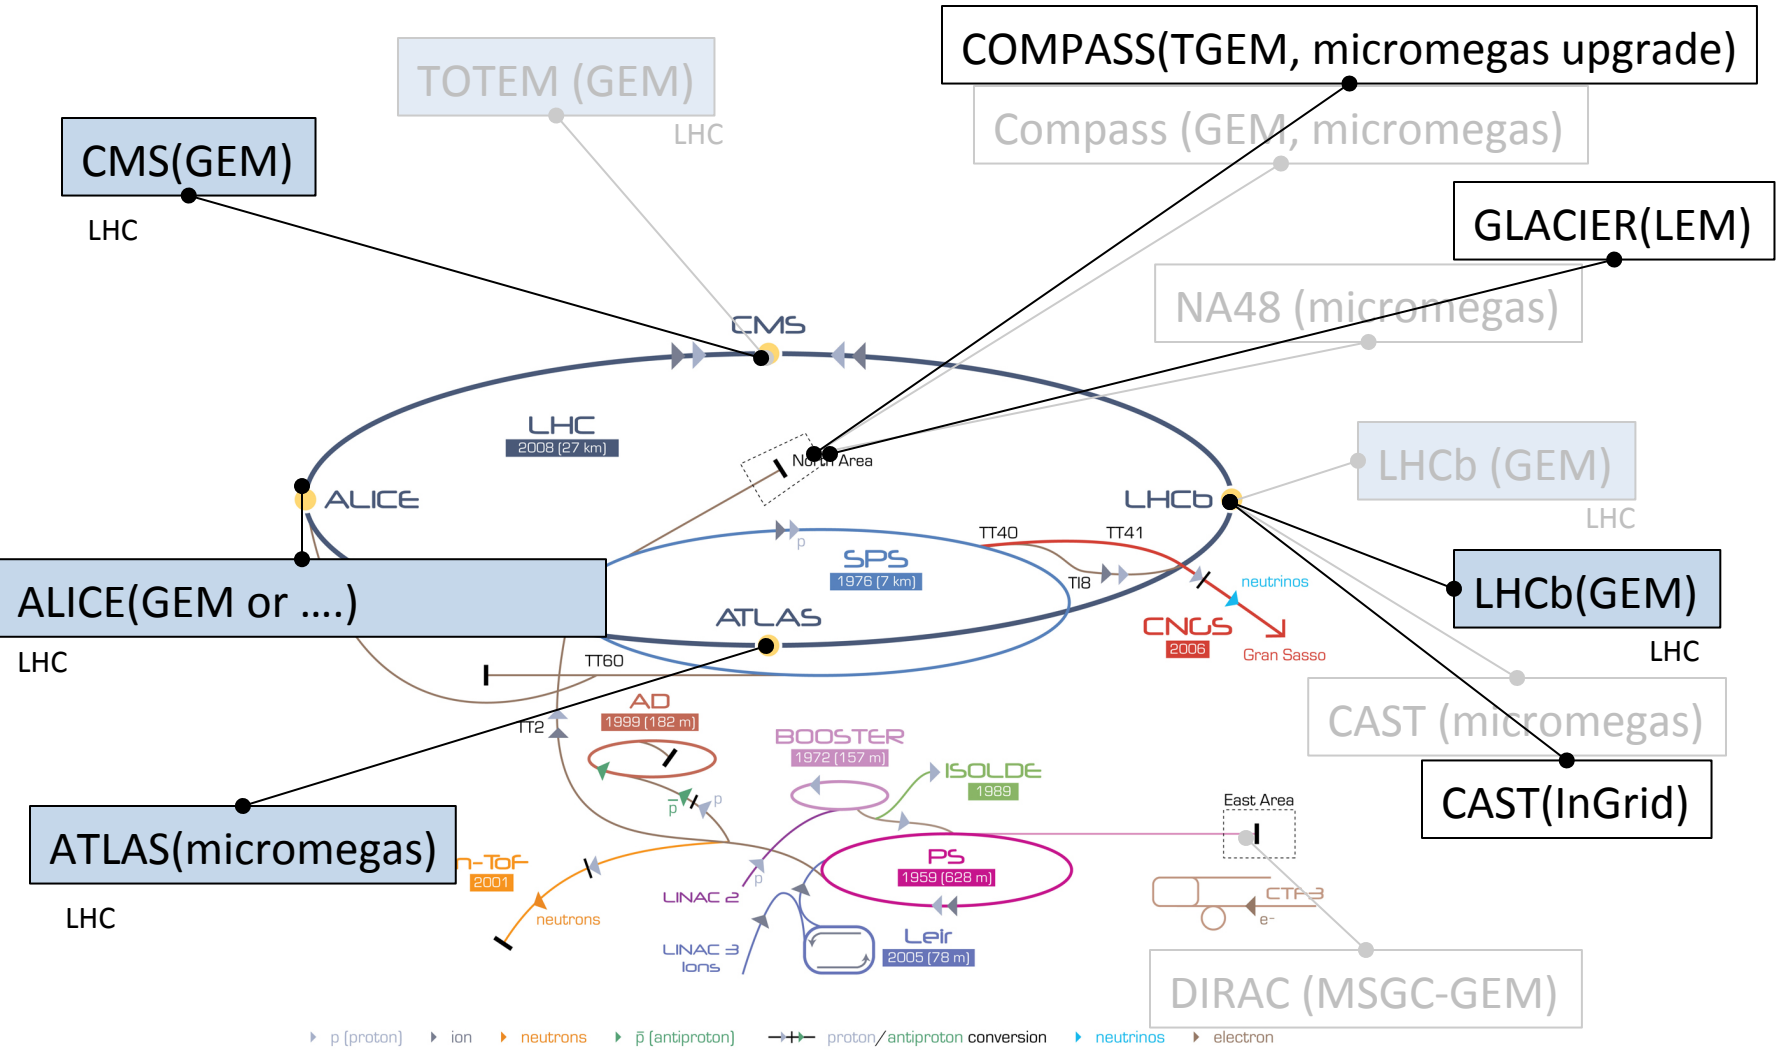 COMPASS(TGEM, micromegas upgrade)
TOTEM (GEM)
LHC
Compass (GEM, micromegas)
CMS(GEM)
LHC
GLACIER(LEM)
NA48 (micromegas)
CMS
LHC
2008 (27 km)
North Area
LHCb (GEM)
LHC
ALICE
LHCb
TT40
TT41
p
SPS
1976 (7 km)
TI8
neutrinos
ALICE(GEM or ....)
LHC
LHCb(GEM)
LHC
ATLAS
CNGS
2006
Gran Sasso
TT60
AD
1999 (182 m)
TT2
CAST (micromegas)
BOOSTER
1972 (157 m)
ISOLDE
1989
CAST(InGrid)
p̅
p
East Area
ATLAS(micromegas)
LHC
n-ToF
2001
neutrons
PS
1959 (628 m)
LINAC 2
p
CTF3
e-
LINAC 3
Ions
Leir
2005 (78 m)
DIRAC (MSGC-GEM)
p (proton) ion neutrons p̅ (antiproton) proton/antiproton conversion neutrinos electron